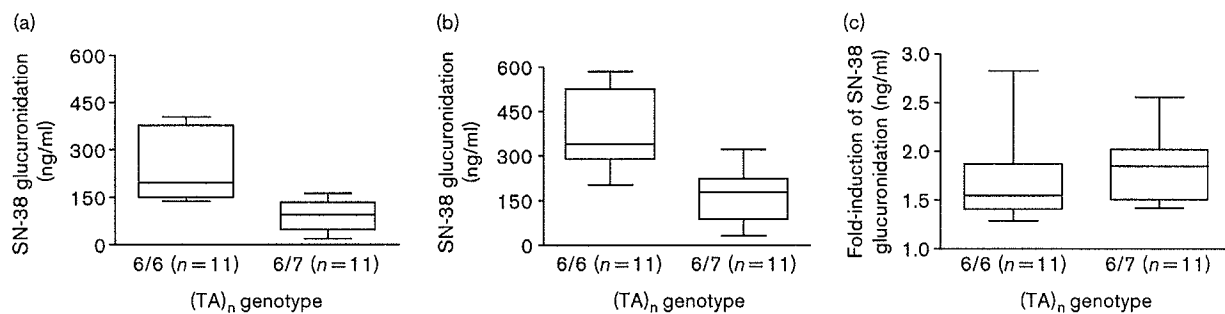 (a)
SN-38 glucuronidation
(ng/ml)
600
450
300
150
0
6/6 (n=11)
6/7 (n=11)
(TA)n genotype
(b)
SN-38 glucuronidation
(ng/ml)
600
450
300
150
0
6/6 (n=11)
6/7 (n=11)
(TA)n genotype
(c)
Fold-induction of SN-38
glucuronidation (ng/ml)
3.0
2.5
2.0
1.5
1.0
6/6 (n=11)
6/7 (n=11)
(TA)n genotype